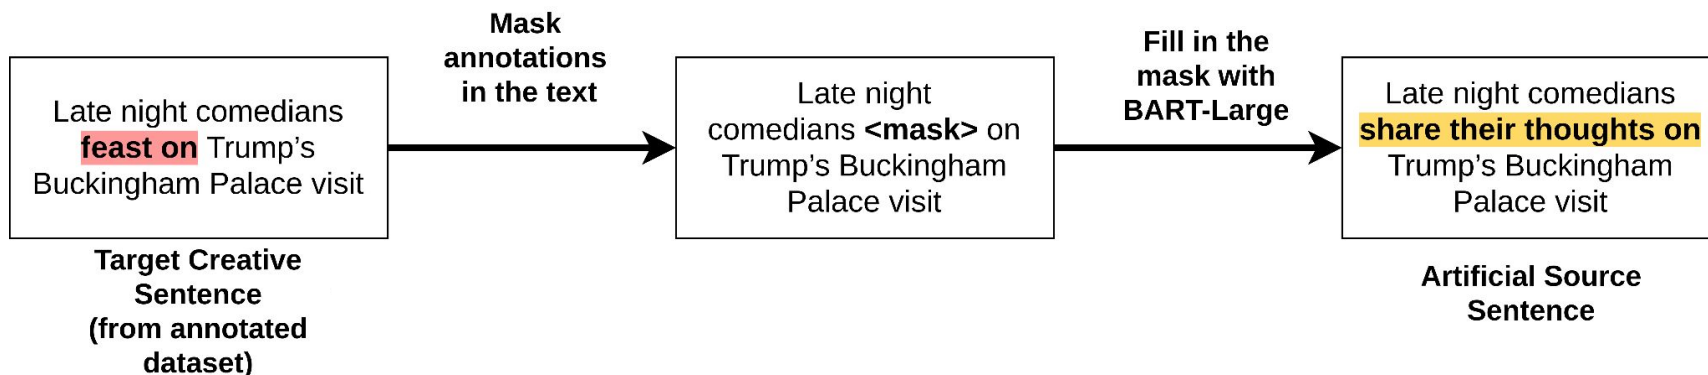 Late night comedians
feast on Trump’s
Buckingham Palace visit
Target Creative
Sentence
(from annotated
dataset)
Mask
annotations
in the text
Late night
comedians <mask> on
Trump’s Buckingham
Palace visit
Fill in the
mask with
BART-Large
Late night comedians
share their thoughts on
Trump’s Buckingham
Palace visit
Artificial Source
Sentence